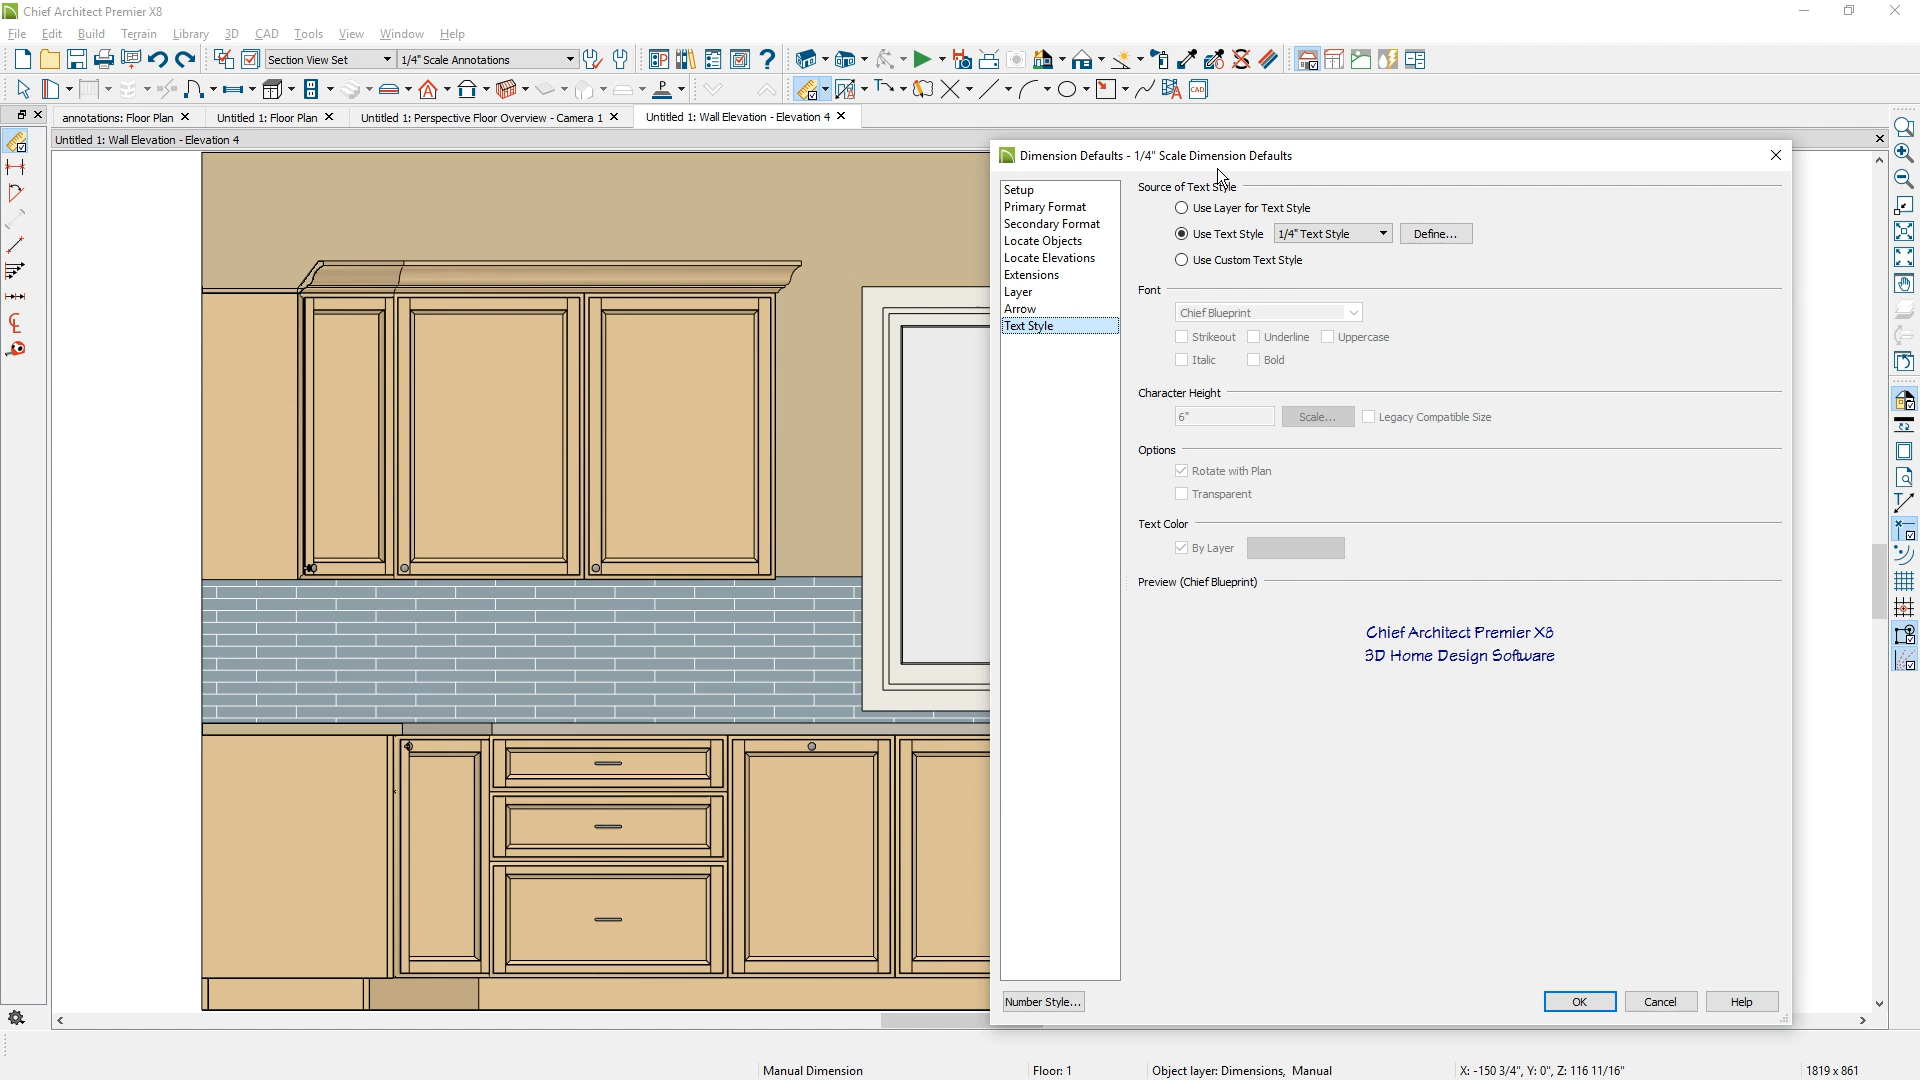 Chief Architect Premier X8
File Edit Build Terrain Library 3D CAD Tools View Window Help
Section View Set 1/4" Scale Annotations
annotations: Floor Plan Untitled 1: Floor Plan Untitled 1: Perspective Floor Overview - Camera 1 Untitled 1: Wall Elevation - Elevation 4
Untitled 1: Wall Elevation - Elevation 4
Dimension Defaults - 1/4" Scale Dimension Defaults
Setup
Primary Format
Secondary Format
Locate Objects
Locate Elevations
Extensions
Layer
Arrow
Text Style
Source of Text Style
Use Layer for Text Style
Use Text Style 1/4" Text Style Define...
Use Custom Text Style
Font
Chief Blueprint
Strikeout Underline Uppercase
Italic Bold
Character Height
6" Scale... Legacy Compatible Size
Options
Rotate with Plan
Transparent
Text Color
By Layer
Preview (Chief Blueprint)
Chief Architect Premier X8
3D Home Design Software
Number Style... OK Cancel Help
Manual Dimension Floor: 1 Object layer: Dimensions, Manual X: -150 3/4", Y: 0", Z: 116 11/16" 1819 x 861